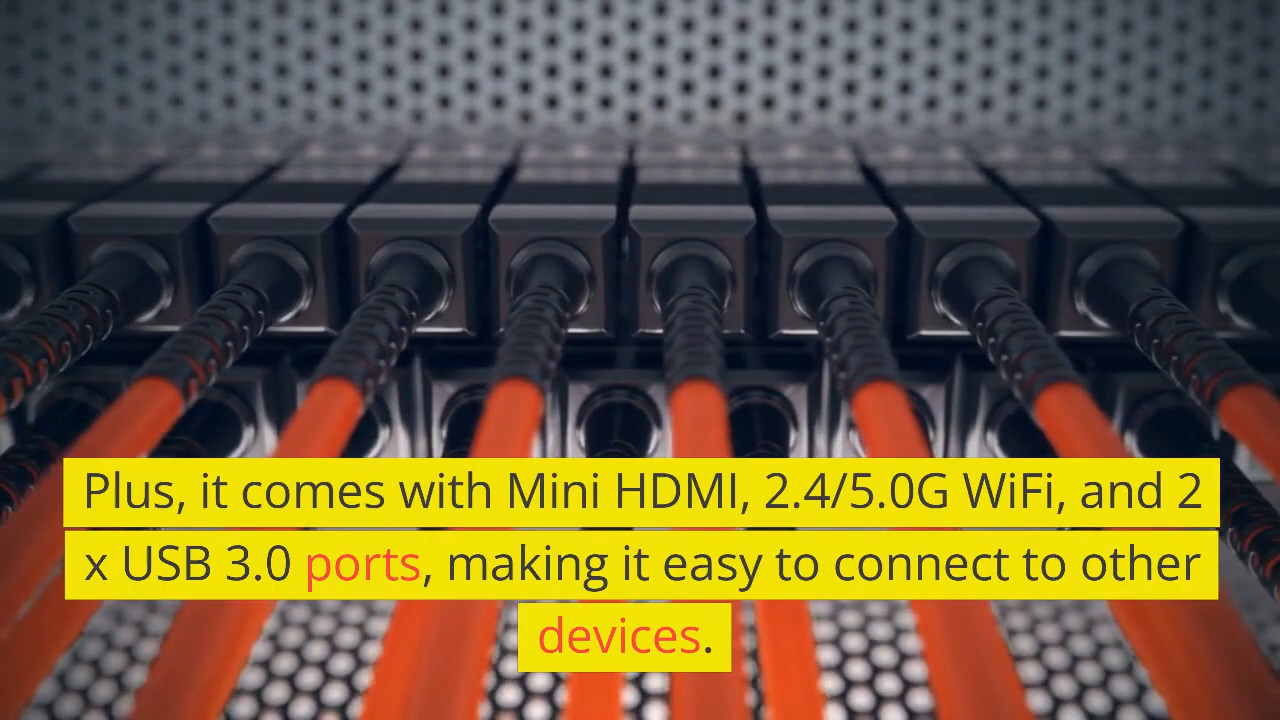 Plus, it comes with Mini HDMI, 2.4/5.0G WiFi, and 2
x USB 3.0 ports, making it easy to connect to other
devices.